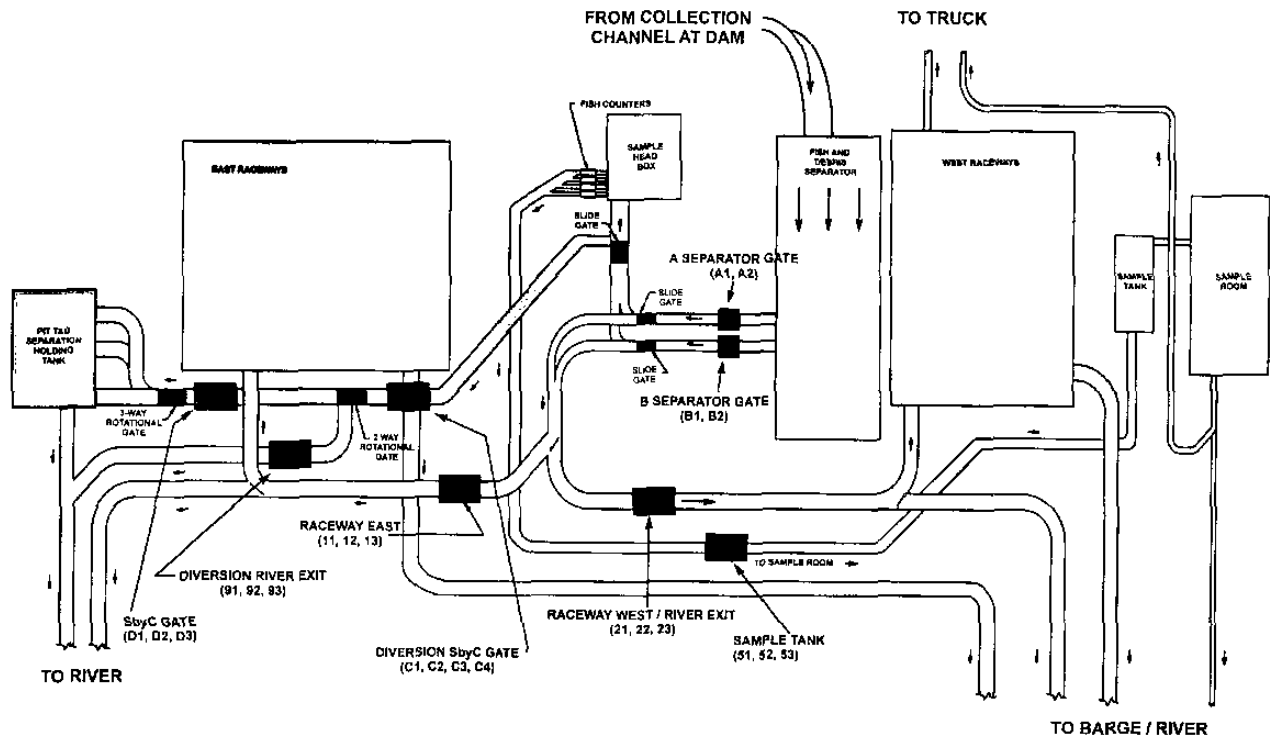 FROM COLLECTION
CHANNEL AT DAM
TO TRUCK
FISH COUNTERS
SAMPLE
HEAD
BOX
EAST RACEWAYS
FISH AND
DEBRIS
SEPARATOR
WEST RACEWAYS
SLIDE
GATE
A SEPARATOR GATE
(A1, A2)
SAMPLE
TANK
SAMPLE
ROOM
SLIDE
GATE
PIT TAG
SEPARATION
HOLDING
TANK
SLIDE
GATE
B SEPARATOR GATE
(B1, B2)
3-WAY
ROTATIONAL
GATE
2 WAY
ROTATIONAL
GATE
RACEWAY EAST
(11, 12, 13)
TO SAMPLE ROOM
DIVERSION RIVER EXIT
(91, 92, 93)
RACEWAY WEST / RIVER EXIT
(21, 22, 23)
SbyC GATE
(D1, D2, D3)
DIVERSION SbyC GATE
(C1, C2, C3, C4)
SAMPLE TANK
(51, 52, 53)
TO RIVER
TO BARGE / RIVER